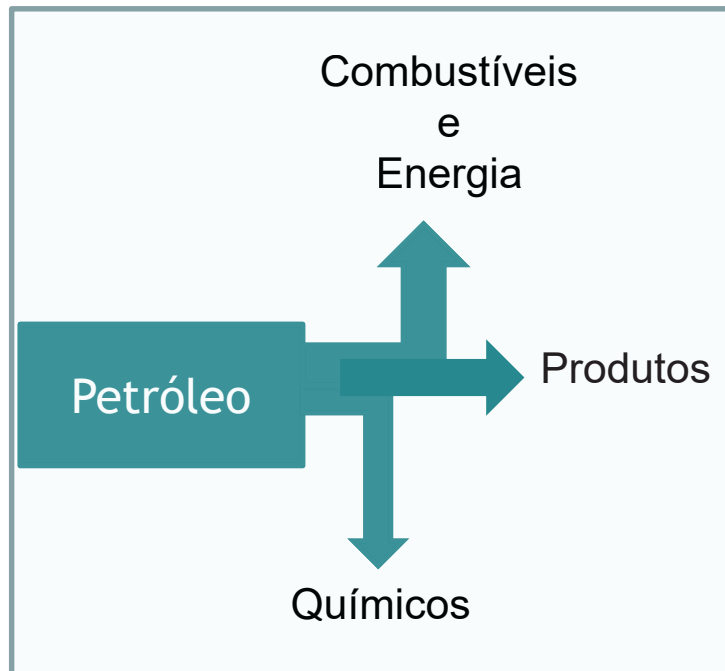 Combustíveis
e
Energia
Petróleo
Produtos
Químicos